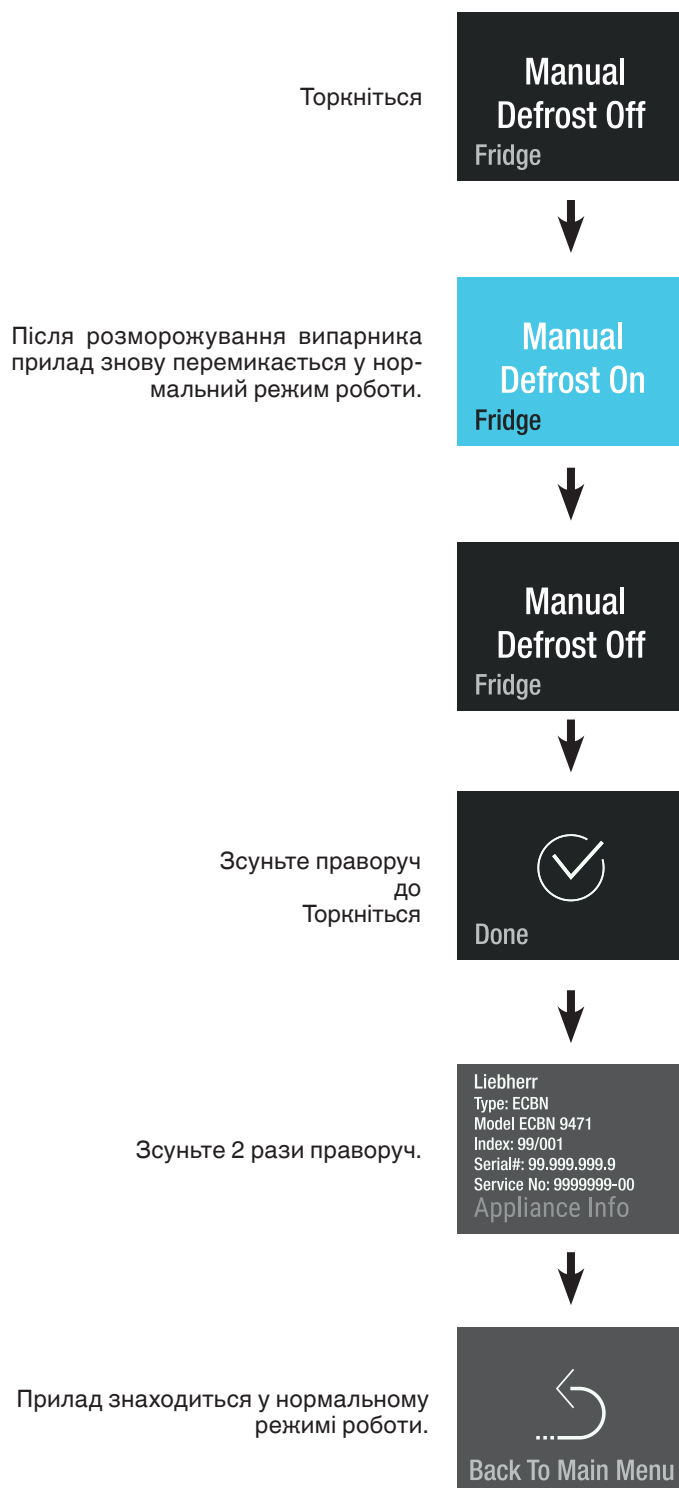 Торкніться
Manual
Defrost Off
Fridge
Після розморожування випарника
прилад знову перемикається у нор-
мальний режим роботи.
Manual
Defrost On
Fridge
Manual
Defrost Off
Fridge
Зсуньте праворуч
до
Торкніться
Done
Зсуньте 2 рази праворуч.
Liebherr
Type: ECBN
Model ECBN 9471
Index: 99/001
Serial#: 99.999.999.9
Service No: 9999999-00
Appliance Info
Прилад знаходиться у нормальному
режимі роботи.
Back To Main Menu